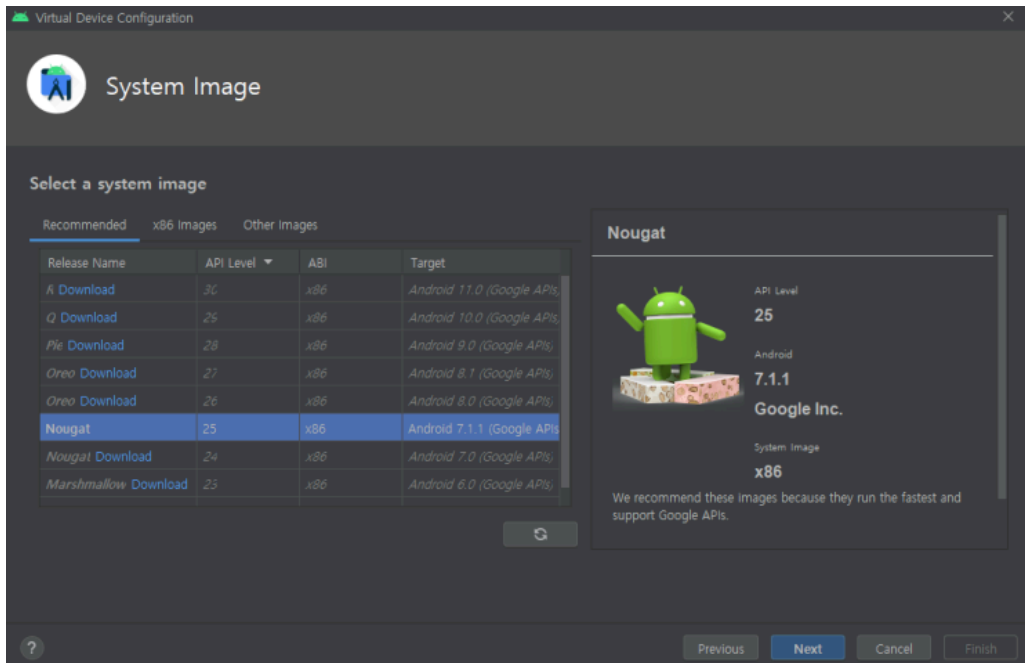 Virtual Device Configuration
System Image
Select a system image
Recommended x86 Images Other Images
Release Name API Level ABI Target
R Download 30 x86 Android 11.0 (Google APIs)
Q Download 29 x86 Android 10.0 (Google APIs)
Pie Download 28 x86 Android 9.0 (Google APIs)
Oreo Download 27 x86 Android 8.1 (Google APIs)
Oreo Download 26 x86 Android 8.0 (Google APIs)
Nougat 25 x86 Android 7.1.1 (Google APIs
Nougat Download 24 x86 Android 7.0 (Google APIs)
Marshmallow Download 23 x86 Android 6.0 (Google APIs)
Nougat
API Level
25
Android
7.1.1
Google Inc.
System Image
x86
We recommend these images because they run the fastest and
support Google APIs.
?
Previous Next Cancel Finish